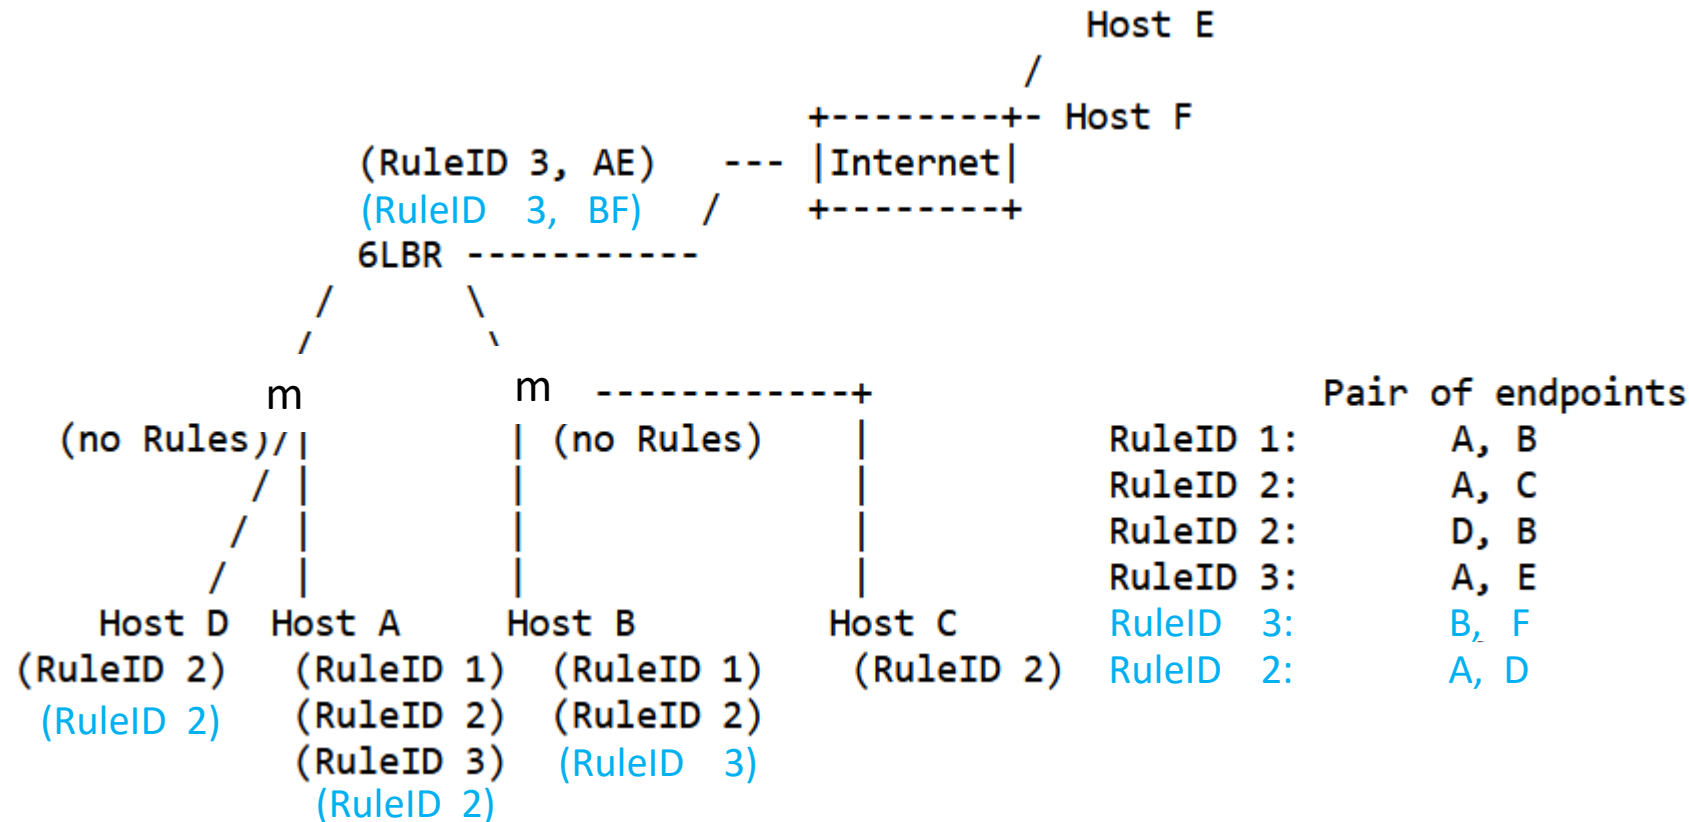 Host E
/
+--------+- Host F
(RuleID 3, AE) --- |Internet|
(RuleID 3, BF) / +--------+
6LBR -----------
/ \
/ \
m m ------------+ Pair of endpoints
(no Rules)/| | (no Rules) | RuleID 1: A, B
/ | | | RuleID 2: A, C
/ | | | RuleID 2: D, B
/ | | | RuleID 3: A, E
Host D Host A Host B Host C RuleID 3: B, F
(RuleID 2) (RuleID 1) (RuleID 1) (RuleID 2) RuleID 2: A, D
(RuleID 2) (RuleID 2) (RuleID 2)
(RuleID 3) (RuleID 3)
(RuleID 2)